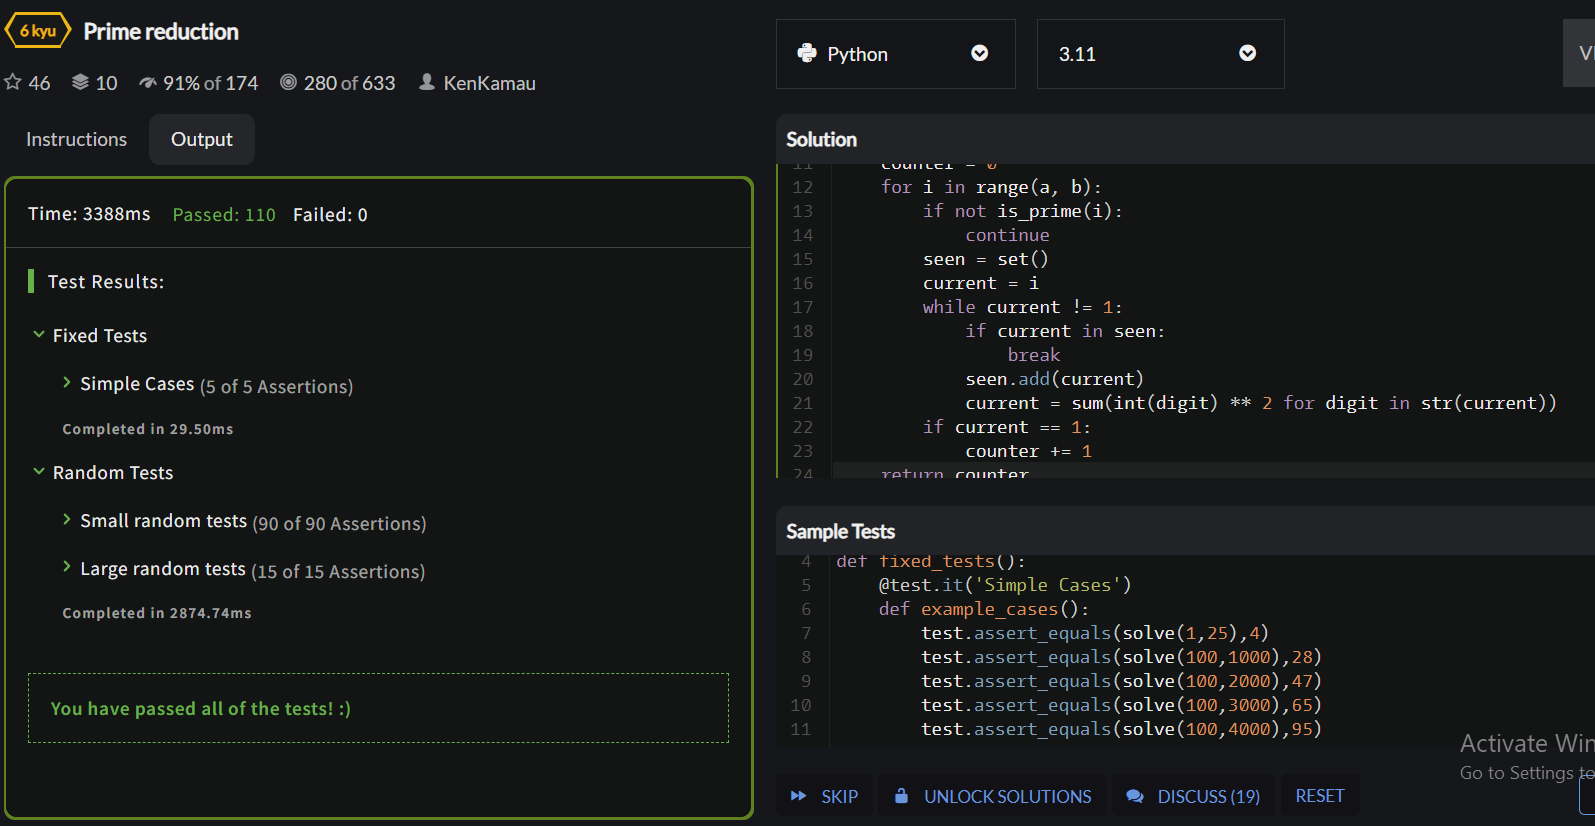 6 kyu Prime reduction
46 10 91% of 174 280 of 633 KenKamau
Instructions Output
Time: 3388ms Passed: 110 Failed: 0
Test Results:
Fixed Tests
Simple Cases (5 of 5 Assertions)
Completed in 29.50ms
Random Tests
Small random tests (90 of 90 Assertions)
Large random tests (15 of 15 Assertions)
Completed in 2874.74ms
You have passed all of the tests! :)
Python 3.11
Solution
11 counter = 0
12 for i in range(a, b):
13 if not is_prime(i):
14 continue
15 seen = set()
16 current = i
17 while current != 1:
18 if current in seen:
19 break
20 seen.add(current)
21 current = sum(int(digit) ** 2 for digit in str(current))
22 if current == 1:
23 counter += 1
24 return counter
Sample Tests
4 def fixed_tests():
5 @test.it('Simple Cases')
6 def example_cases():
7 test.assert_equals(solve(1,25),4)
8 test.assert_equals(solve(100,1000),28)
9 test.assert_equals(solve(100,2000),47)
10 test.assert_equals(solve(100,3000),65)
11 test.assert_equals(solve(100,4000),95)
Activate Win
Go to Settings to
SKIP UNLOCK SOLUTIONS DISCUSS (19) RESET